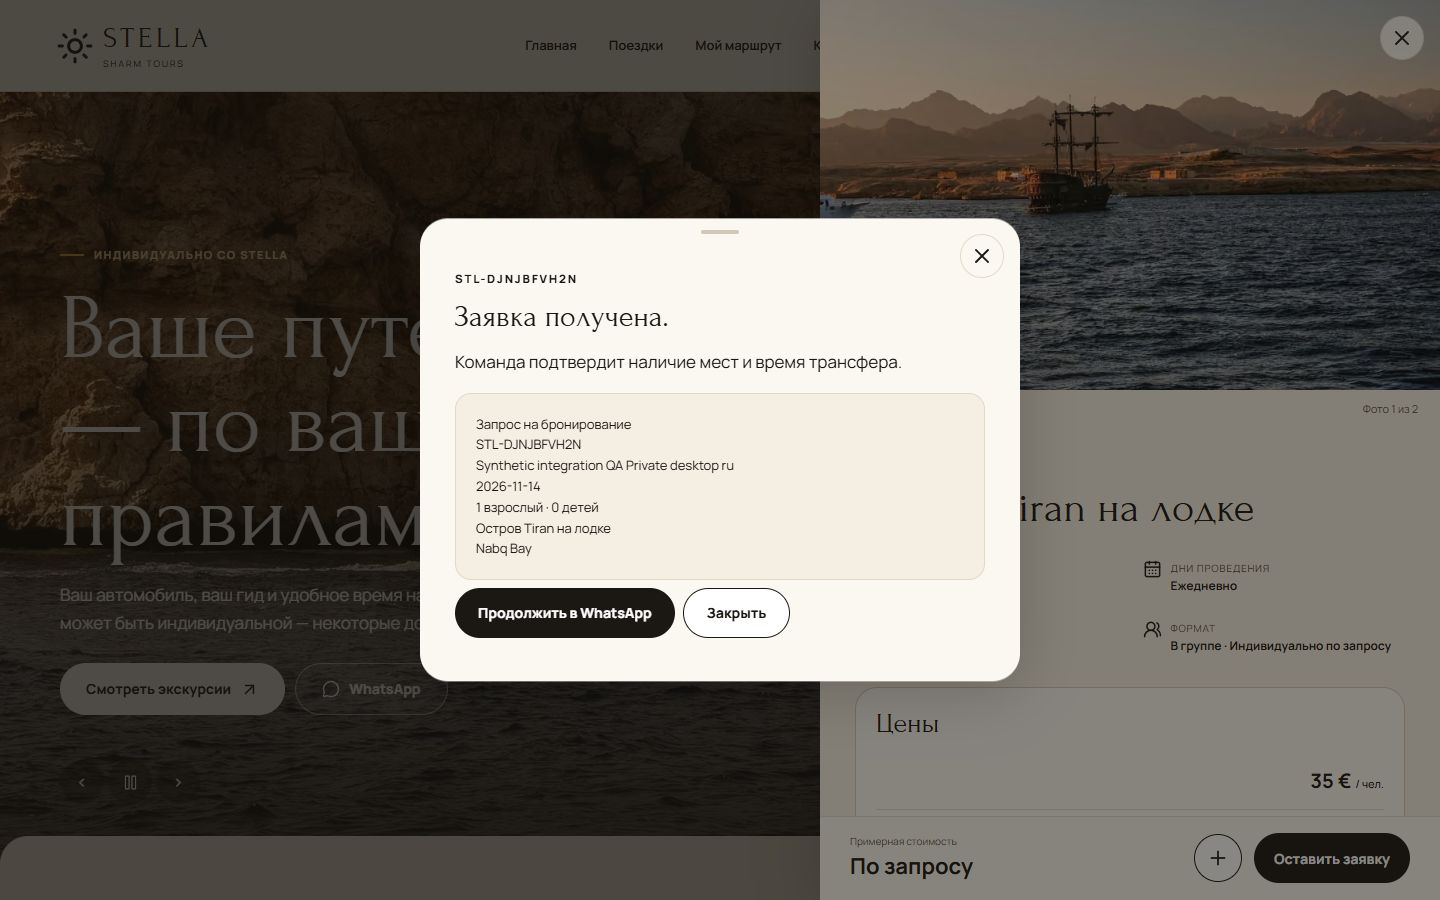 STELLA
SHARM TOURS
Главная
Поездки
Мой маршрут
ИНДИВИДУАЛЬНО СО STELLA
Ваше
— по
правилам
Ваш автомобиль, ваш гид и удобное время
может быть индивидуальной — некоторые
Смотреть экскурсии
WhatsApp
STL-DJNJBFVH2N
Заявка получена.
Команда подтвердит наличие мест и время трансфера.
Запрос на бронирование
STL-DJNJBFVH2N
Synthetic integration QA Private desktop ru
2026-11-14
1 взрослый · 0 детей
Остров Tiran на лодке
Nabq Bay
Продолжить в WhatsApp
Закрыть
Фото 1 из 2
iran на лодке
ДНИ ПРОВЕДЕНИЯ
Ежедневно
ФОРМАТ
В группе · Индивидуально по запросу
Цены
35 € / чел.
Примерная стоимость
По запросу
Оставить заявку